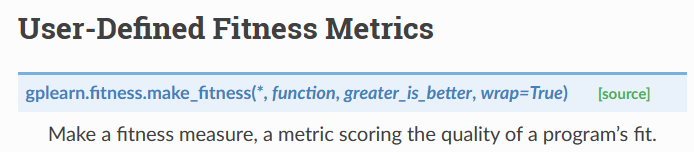 User-Defined Fitness Metrics
gplearn.fitness.make_fitness(*, function, greater_is_better, wrap=True) [source]
Make a fitness measure, a metric scoring the quality of a program’s fit.